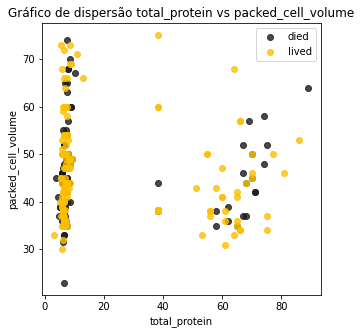 Gráfico de dispersão total_protein vs packed_cell_volume
died
lived
packed_cell_volume
70
60
50
40
30
0
20
40
60
80
total_protein